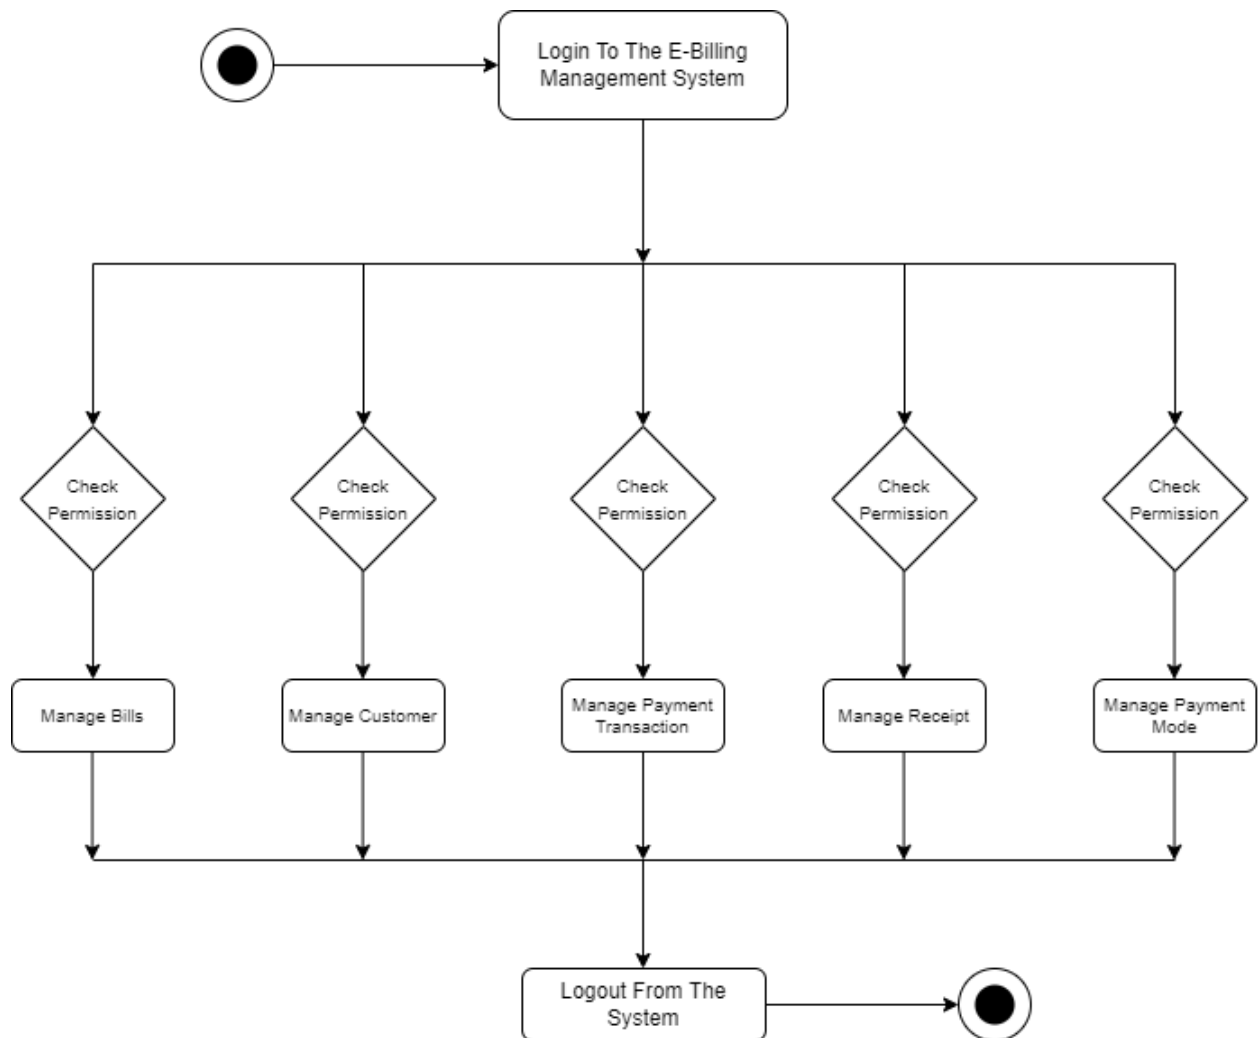 Login To The E-Billing
Management System
Check
Permission
Check
Permission
Check
Permission
Check
Permission
Check
Permission
Manage Bills
Manage Customer
Manage Payment
Transaction
Manage Receipt
Manage Payment
Mode
Logout From The
System